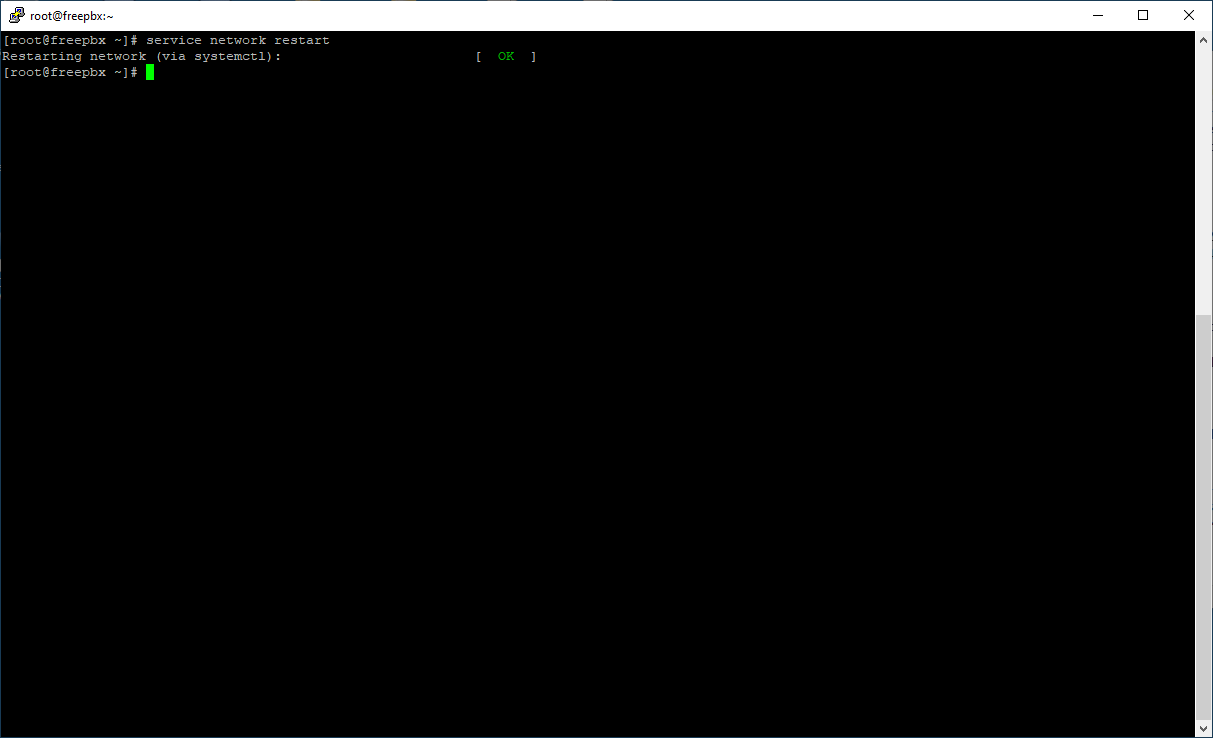 root@freepbx:~
[root@freepbx ~]# service network restart
Restarting network (via systemctl):                        [  OK  ]
[root@freepbx ~]#